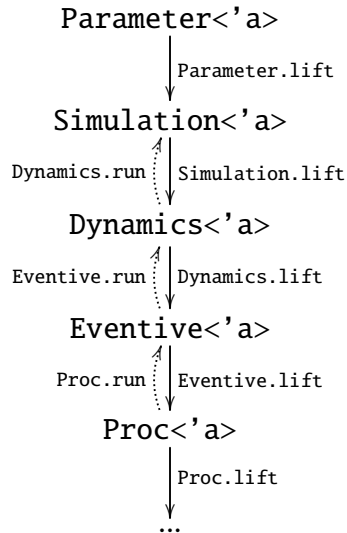 Parameter<'a>
Parameter.lift
Simulation<'a>
Dynamics.run Simulation.lift
Dynamics<'a>
Eventive.run Dynamics.lift
Eventive<'a>
Proc.run Eventive.lift
Proc<'a>
Proc.lift
...